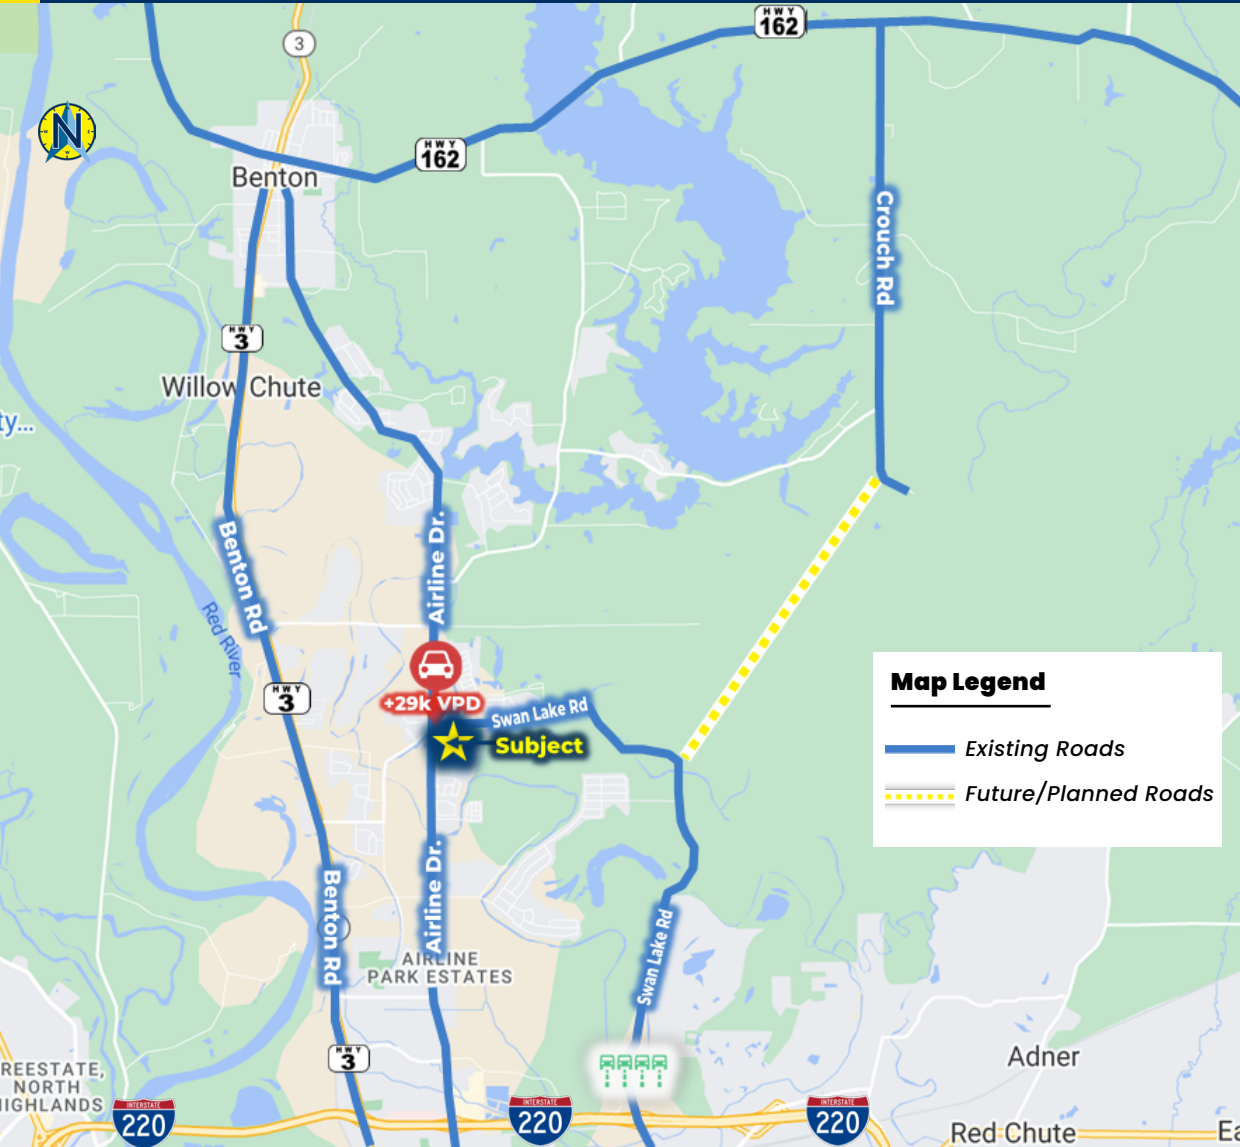 HWY
162
3
N
HWY
162
Benton
Crouch Rd
HWY
3
Willow Chute
ty...
Airline Dr.
Benton Rd
Red River
HWY
3
+29k VPD
Swan Lake Rd
Subject
Map Legend
Existing Roads
Future/Planned Roads
Airline Dr.
Benton Rd
Swan Lake Rd
AIRLINE
PARK ESTATES
HWY
3
Adner
REESTATE,
NORTH
HIGHLANDS
INTERSTATE
220
INTERSTATE
220
INTERSTATE
220
Red Chute
Ea